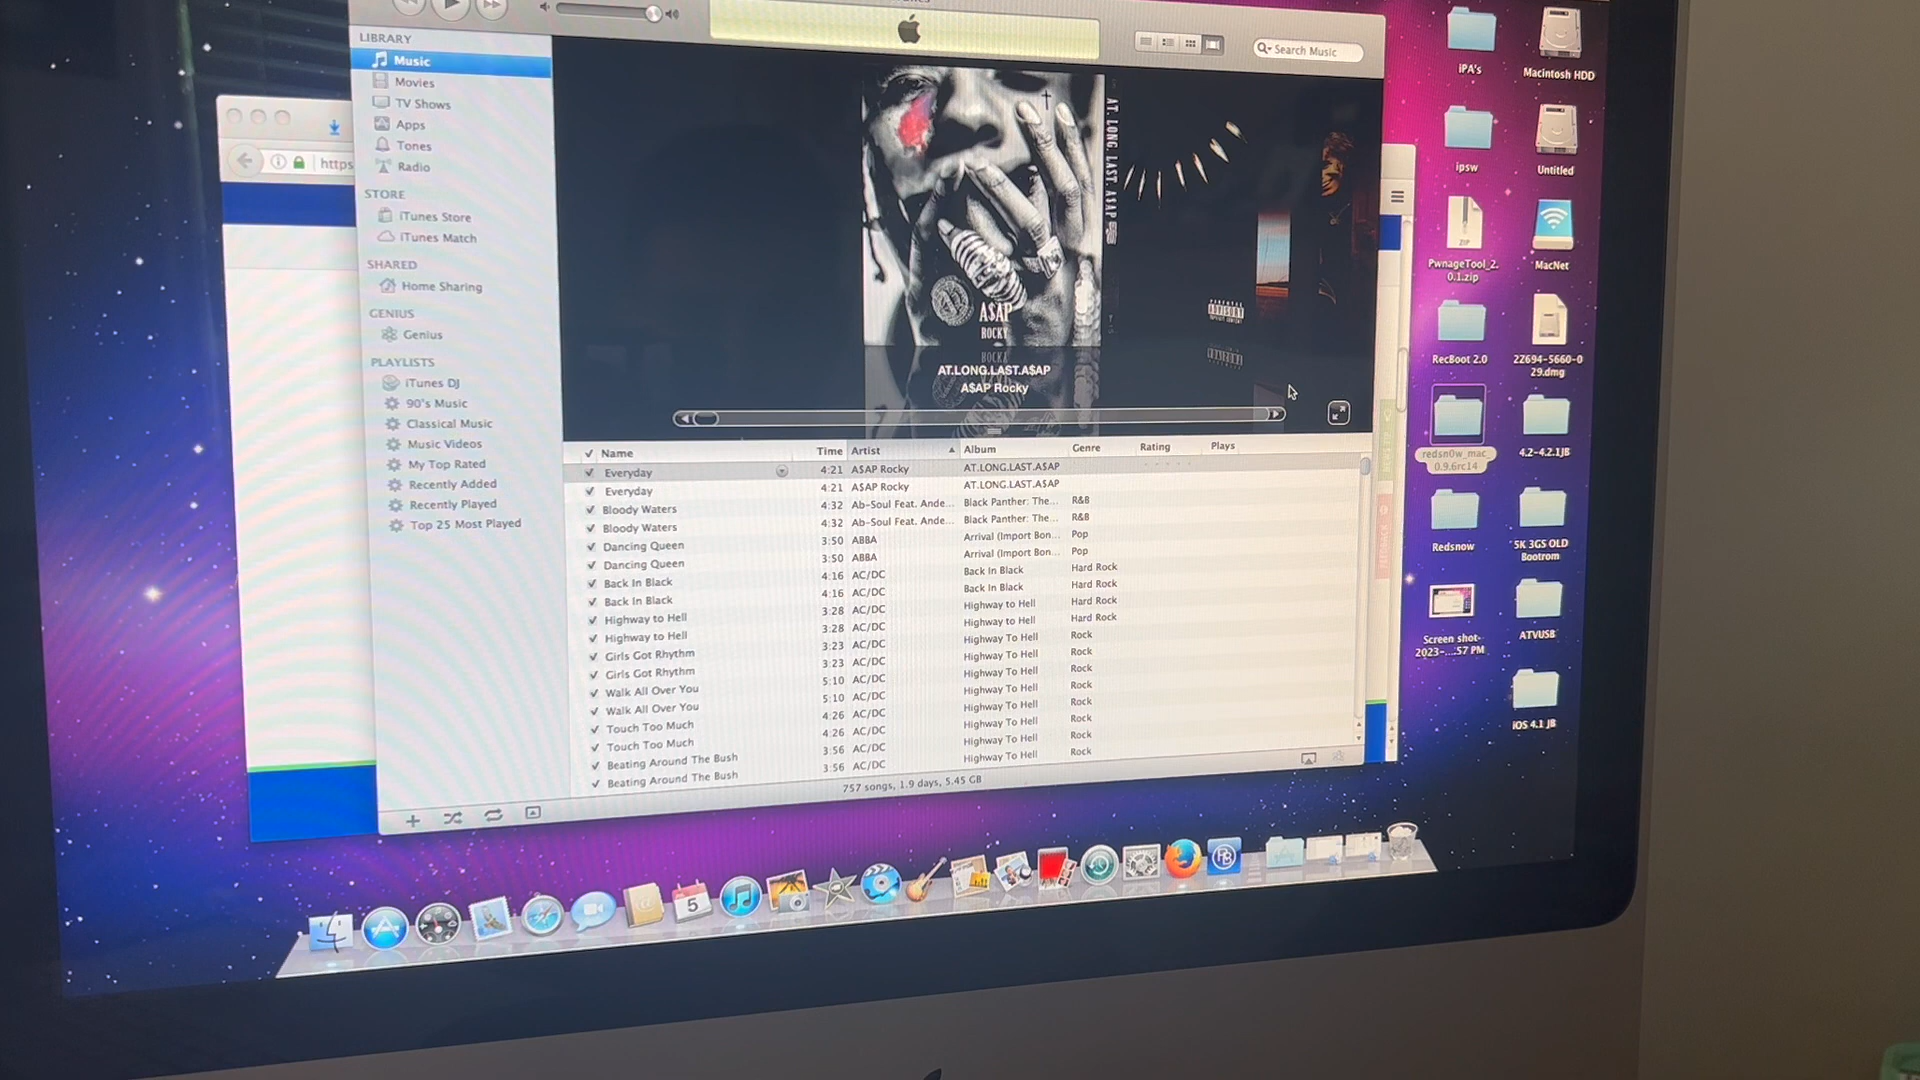 LIBRARY
Music
Movies
TV Shows
Apps
Tones
Radio
STORE
iTunes Store
iTunes Match
SHARED
Home Sharing
GENIUS
Genius
PLAYLISTS
iTunes DJ
90's Music
Classical Music
Music Videos
My Top Rated
Recently Added
Recently Played
Top 25 Most Played
https
Search Music
AT. LONG. LAST. A$AP
A$AP
ROCKY
PARENTAL
ADVISORY
EXPLICIT CONTENT
AT.LONG.LAST.A$AP
A$AP Rocky
Name Time Artist Album Genre Rating Plays
Everyday 4:21 A$AP Rocky AT.LONG.LAST.A$AP
Everyday 4:21 A$AP Rocky AT.LONG.LAST.A$AP
Bloody Waters 4:32 Ab-Soul Feat. Ande... Black Panther: The... R&B
Bloody Waters 4:32 Ab-Soul Feat. Ande... Black Panther: The... R&B
Dancing Queen 3:50 ABBA Arrival (Import Bon... Pop
Dancing Queen 3:50 ABBA Arrival (Import Bon... Pop
Back In Black 4:16 AC/DC Back In Black Hard Rock
Back In Black 4:16 AC/DC Back In Black Hard Rock
Highway to Hell 3:28 AC/DC Highway to Hell Hard Rock
Highway to Hell 3:28 AC/DC Highway to Hell Hard Rock
Girls Got Rhythm 3:23 AC/DC Highway To Hell Rock
Girls Got Rhythm 3:23 AC/DC Highway To Hell Rock
Walk All Over You 5:10 AC/DC Highway To Hell Rock
Walk All Over You 5:10 AC/DC Highway To Hell Rock
Touch Too Much 4:26 AC/DC Highway To Hell Rock
Touch Too Much 4:26 AC/DC Highway To Hell Rock
Beating Around The Bush 3:56 AC/DC Highway To Hell Rock
Beating Around The Bush 3:56 AC/DC Highway To Hell Rock
757 songs, 1.9 days, 5.45 GB
iPA's
Macintosh HDD
ipsw
Untitled
ZIP
PwnageTool_2.
0.1.zip
MacNet
RecBoot 2.0
2Z694-5660-0
29.dmg
redsn0w_mac_
0.9.6rc14
4.2-4.2.1JB
Redsnow
5K 3GS OLD
Bootrom
Screen shot-
2023-...:57 PM
ATVUSB
iOS 4.1 JB
5